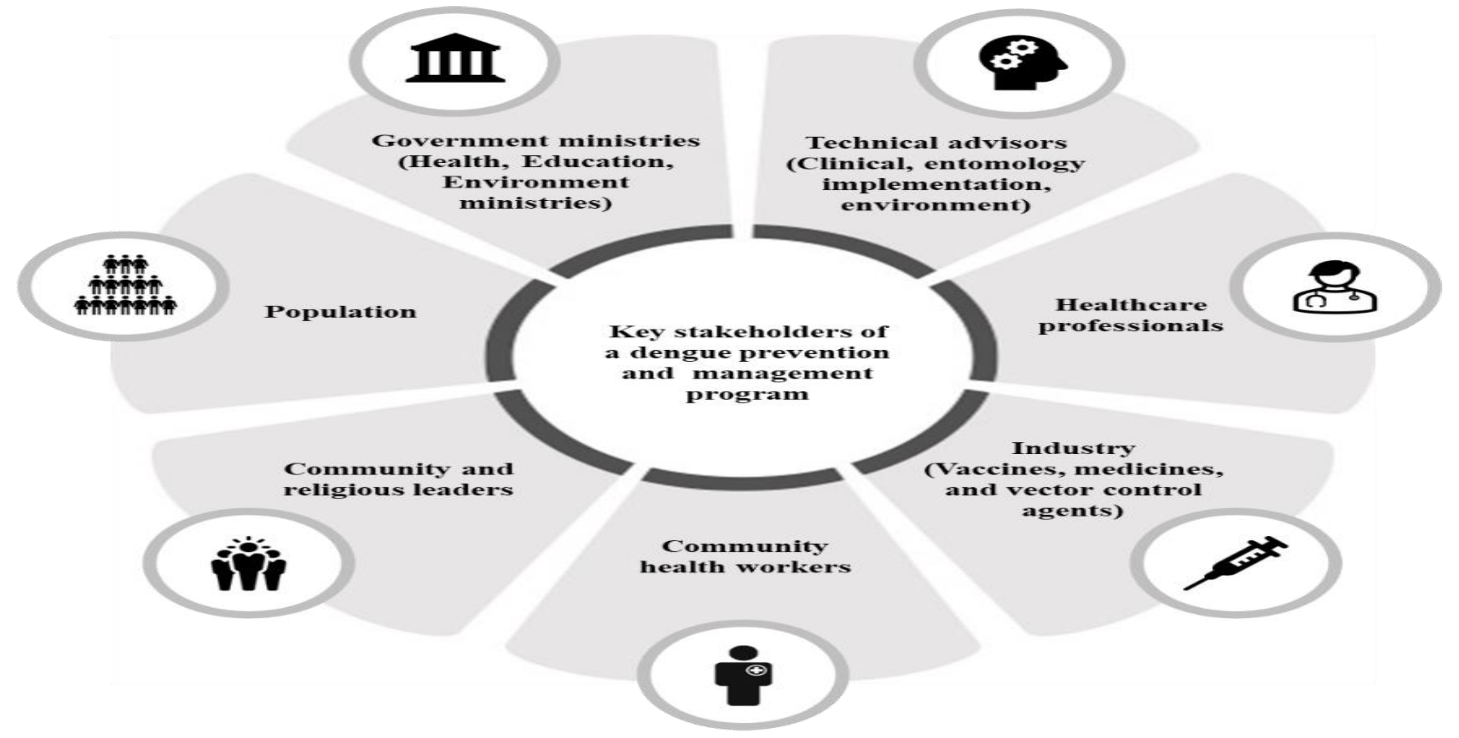 Government ministries
(Health, Education,
Environment
ministries)
Technical advisors
(Clinical, entomology
implementation,
environment)
Population
Healthcare
professionals
Key stakeholders of
a dengue prevention
and management
program
Community and
religious leaders
Industry
(Vaccines, medicines,
and vector control
agents)
Community
health workers